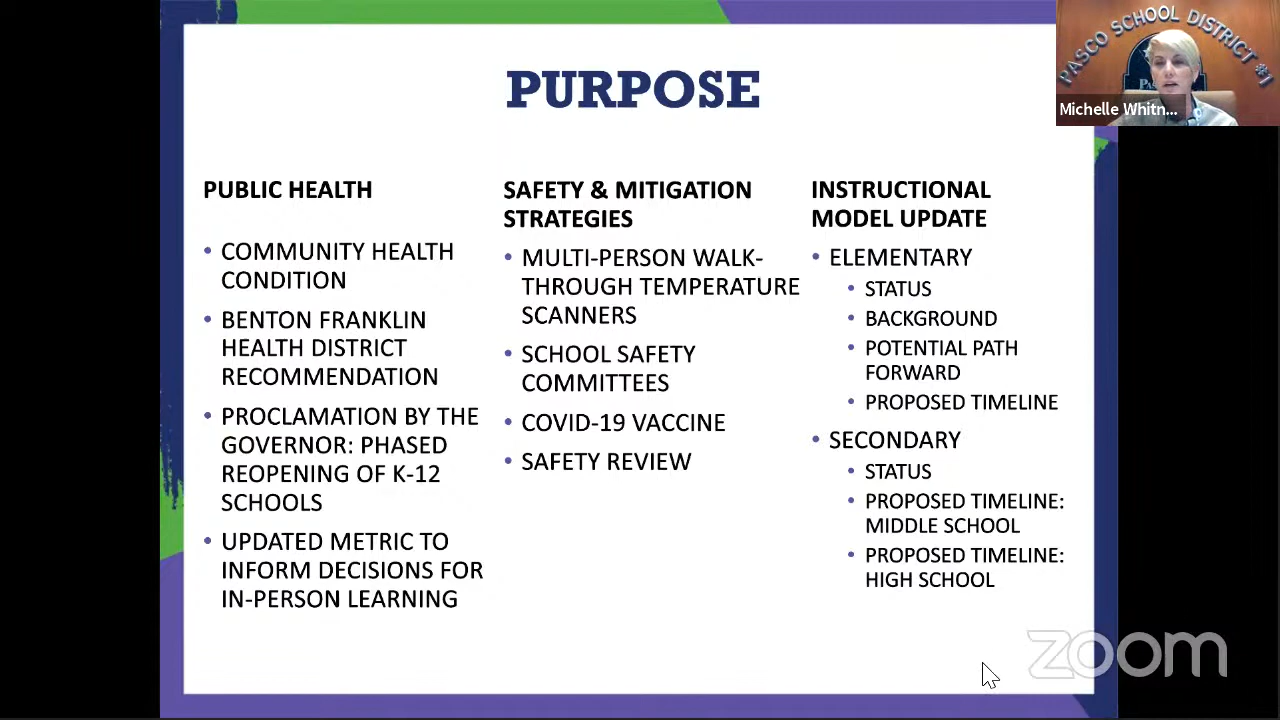 PURPOSE
PASCO SCHOOL DISTRICT #1
Michelle Whitn...
PUBLIC HEALTH
COMMUNITY HEALTH
CONDITION
BENTON FRANKLIN
HEALTH DISTRICT
RECOMMENDATION
PROCLAMATION BY THE
GOVERNOR: PHASED
REOPENING OF K-12
SCHOOLS
UPDATED METRIC TO
INFORM DECISIONS FOR
IN-PERSON LEARNING
SAFETY & MITIGATION
STRATEGIES
MULTI-PERSON WALK-
THROUGH TEMPERATURE
SCANNERS
SCHOOL SAFETY
COMMITTEES
COVID-19 VACCINE
SAFETY REVIEW
INSTRUCTIONAL
MODEL UPDATE
ELEMENTARY
STATUS
BACKGROUND
POTENTIAL PATH
FORWARD
PROPOSED TIMELINE
SECONDARY
STATUS
PROPOSED TIMELINE:
MIDDLE SCHOOL
PROPOSED TIMELINE:
HIGH SCHOOL
zoom